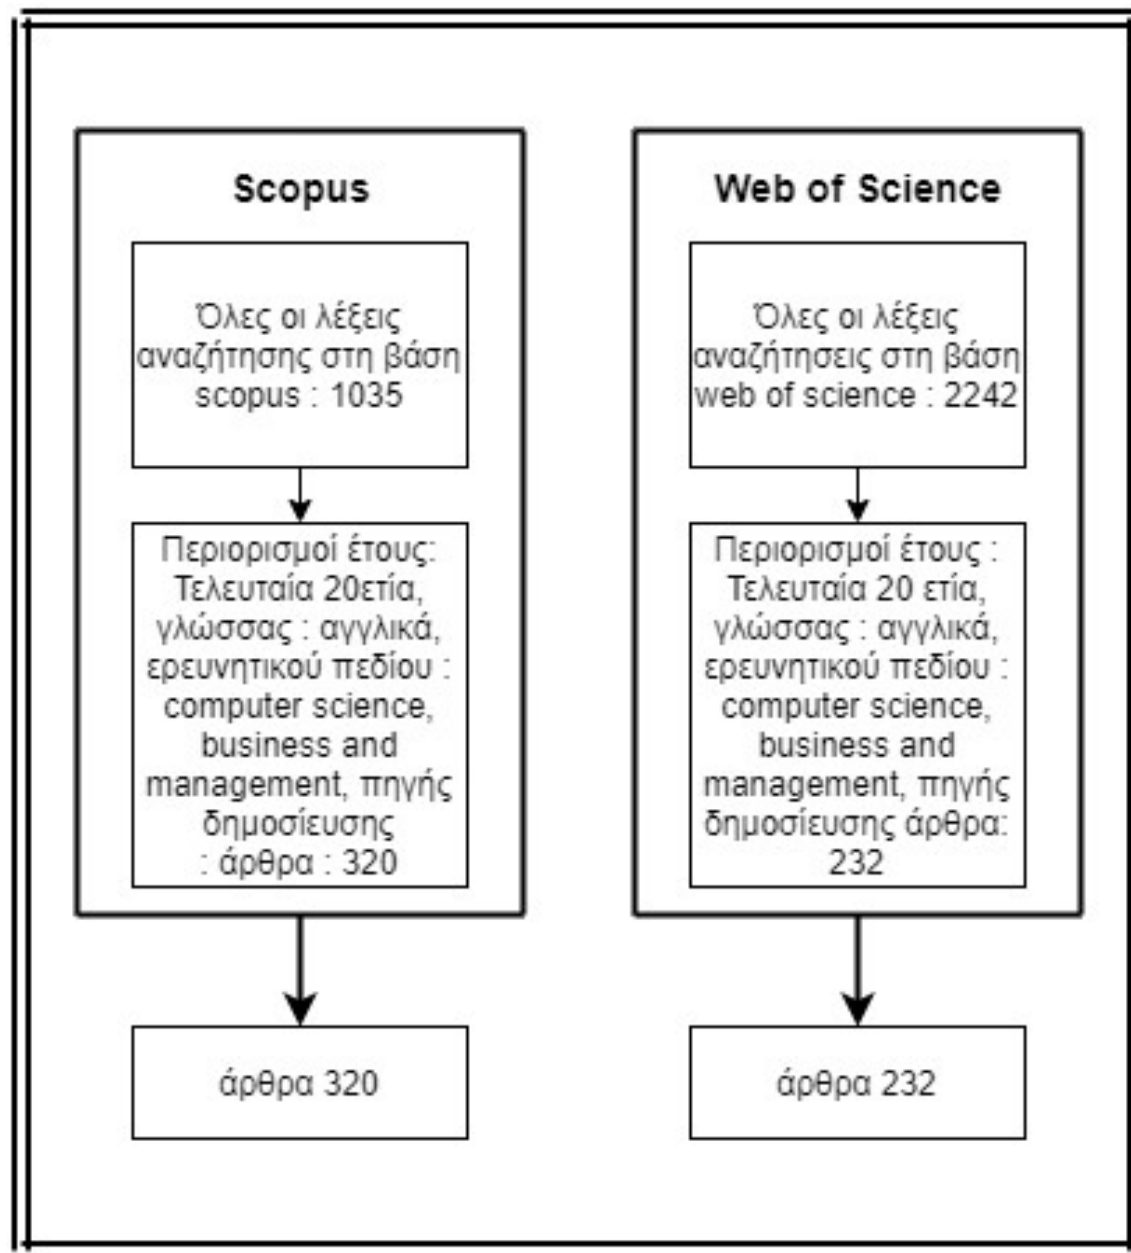 Scopus
Όλες οι λέξεις
αναζήτησης στη βάση
scopus : 1035
Περιορισμοί έτους:
Τελευταία 20ετία,
γλώσσας : αγγλικά,
ερευνητικού πεδίου :
computer science,
business and
management, πηγής
δημοσίευσης
: άρθρα : 320
άρθρα 320
Web of Science
Όλες οι λέξεις
αναζήτησεις στη βάση
web of science : 2242
Περιορισμοί έτους :
Τελευταία 20 ετία,
γλώσσας : αγγλικά,
ερευνητικού πεδίου :
computer science,
business and
management, πηγής
δημοσίευσης άρθρα:
232
άρθρα 232